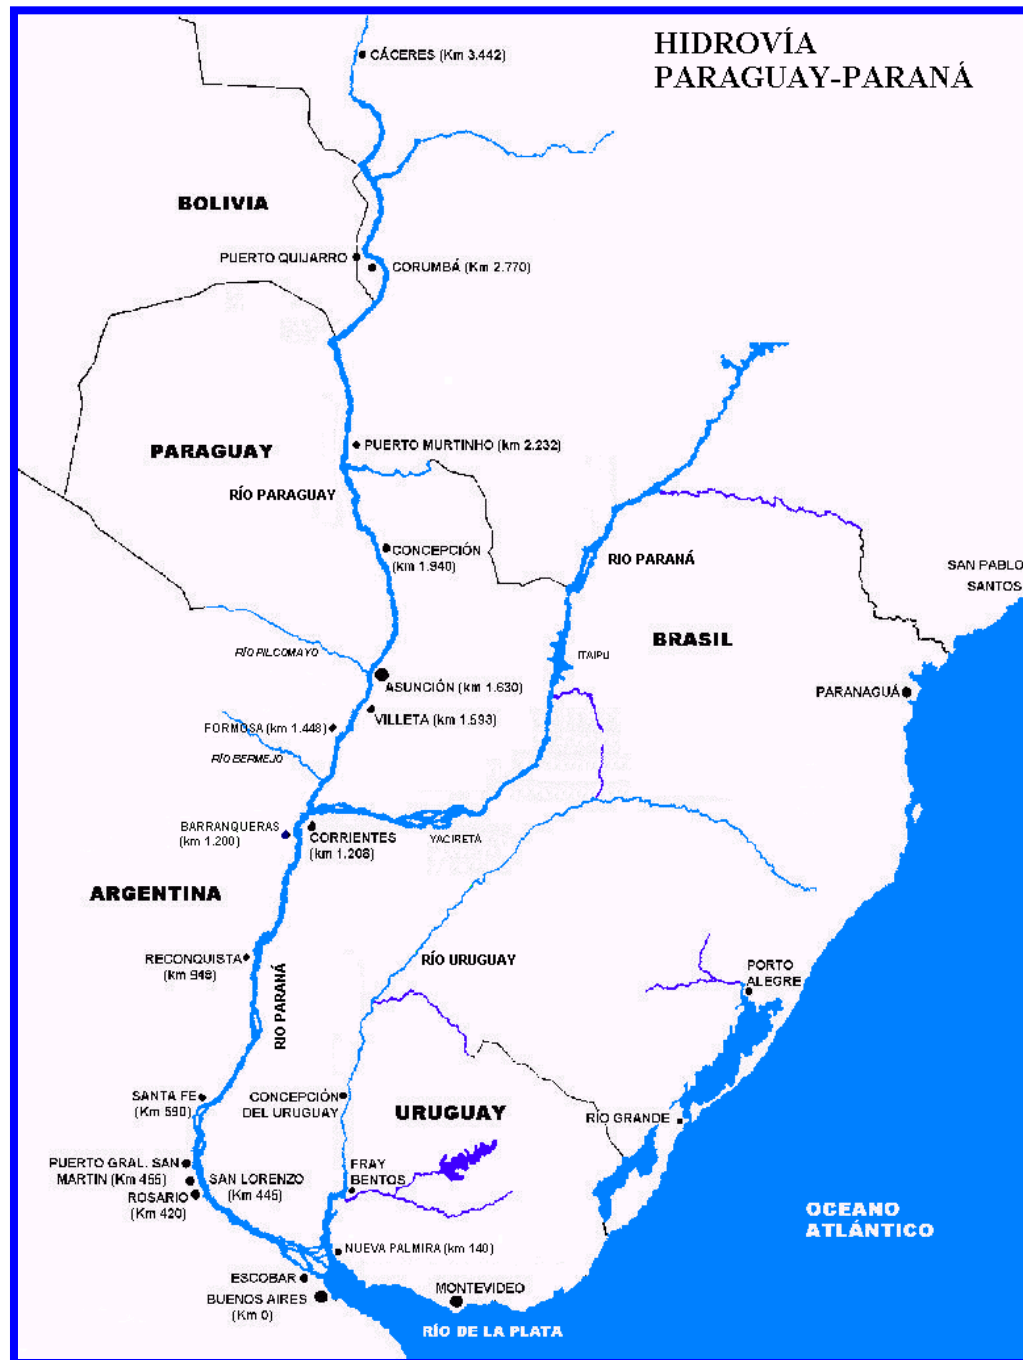 HIDROVÍA
PARAGUAY-PARANÁ
CÁCERES (Km 3.442)
BOLIVIA
PUERTO QUIJARRO
CORUMBÁ (Km 2.770)
PARAGUAY
PUERTO MURTINHO (km 2.232)
RÍO PARAGUAY
CONCEPCIÓN
(km 1.940)
RIO PARANÁ
SAN PABLO
SANTOS
BRASIL
RÍO PILCOMAYO
ITAIPU
ASUNCIÓN (km 1.630)
PARANAGUÁ
VILLETA (km 1.593)
FORMOSA (km 1.448)
RÍO BERMEJO
BARRANQUERAS
(km 1.200)
CORRIENTES
(km 1.208)
YACIRETA
ARGENTINA
RECONQUISTA
(km 949)
RIO PARANÁ
RÍO URUGUAY
PORTO
ALEGRE
SANTA FE
(Km 590)
CONCEPCIÓN
DEL URUGUAY
URUGUAY
RIO GRANDE
PUERTO GRAL. SAN
MARTIN (Km 455)
SAN LORENZO
(Km 445)
ROSARIO
(Km 420)
FRAY
BENTOS
OCEANO
ATLÁNTICO
NUEVA PALMIRA (km 140)
ESCOBAR
BUENOS AIRES
(Km 0)
MONTEVIDEO
RÍO DE LA PLATA